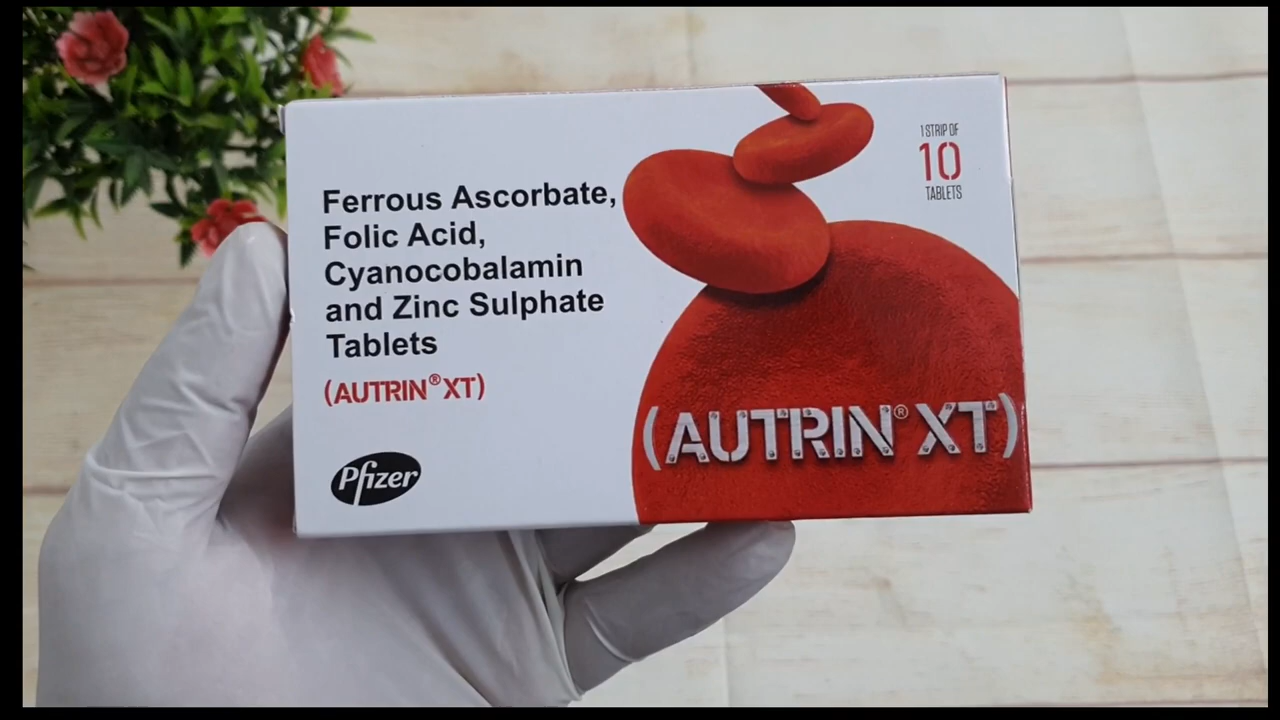 Ferrous Ascorbate,
Folic Acid,
Cyanocobalamin
and Zinc Sulphate
Tablets
(AUTRIN®XT)
Pfizer
1 STRIP OF
10
TABLETS
(AUTRIN® XT)